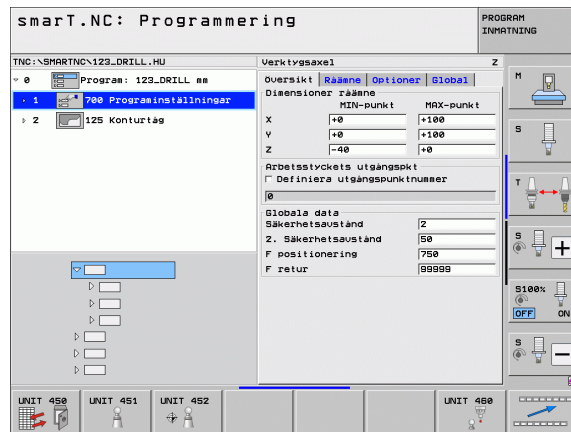 smarT.NC: Programmering
PROGRAM
INMATNING
TNC:\SMARTNC\123_DRILL.HU
0 Program: 123_DRILL mm
1 700 Programinställningar
2 125 Konturtåg
Verktygsaxel Z
Översikt Råämne Optioner Global
Dimensioner råämne
MIN-punkt MAX-punkt
X +0 +100
Y +0 +100
Z -40 +0
Arbetsstyckets utgångspkt
Definiera utgångspunktnummer
0
Globala data
Säkerhetsavstånd 2
2. Säkerhetsavstånd 50
F positionering 750
F retur 99999
M
S
T
S
S100%
OFF ON
S
UNIT 450
UNIT 451
UNIT 452
UNIT 460